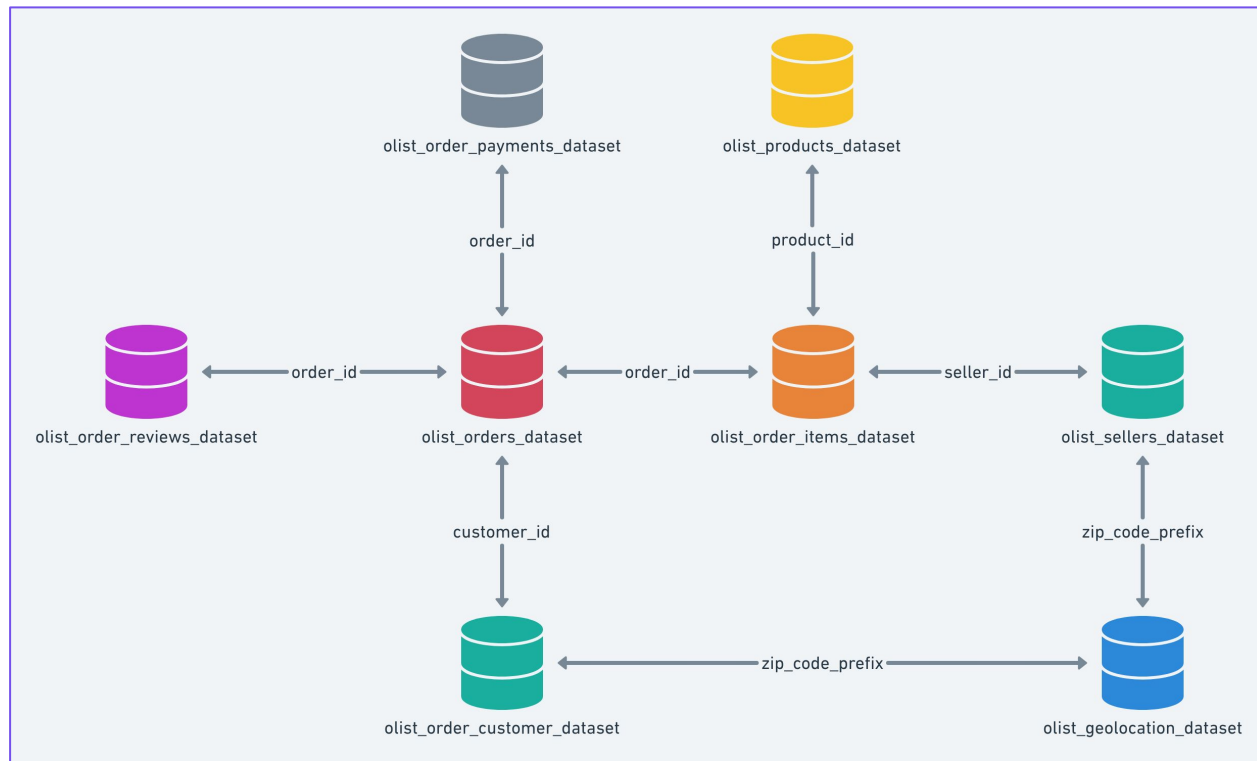 olist_order_payments_dataset
olist_products_dataset
order_id
product_id
order_id
order_id
seller_id
olist_order_reviews_dataset
olist_orders_dataset
olist_order_items_dataset
olist_sellers_dataset
customer_id
zip_code_prefix
zip_code_prefix
olist_order_customer_dataset
olist_geolocation_dataset